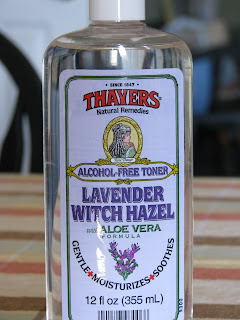 • SINCE 1847 •
THAYERS
Natural Remedies
ALCOHOL-FREE TONER
LAVENDER
WITCH HAZEL
with ALOE VERA
FORMULA
GENTLE • MOISTURIZES • SOOTHES
12 fl oz (355 mL)